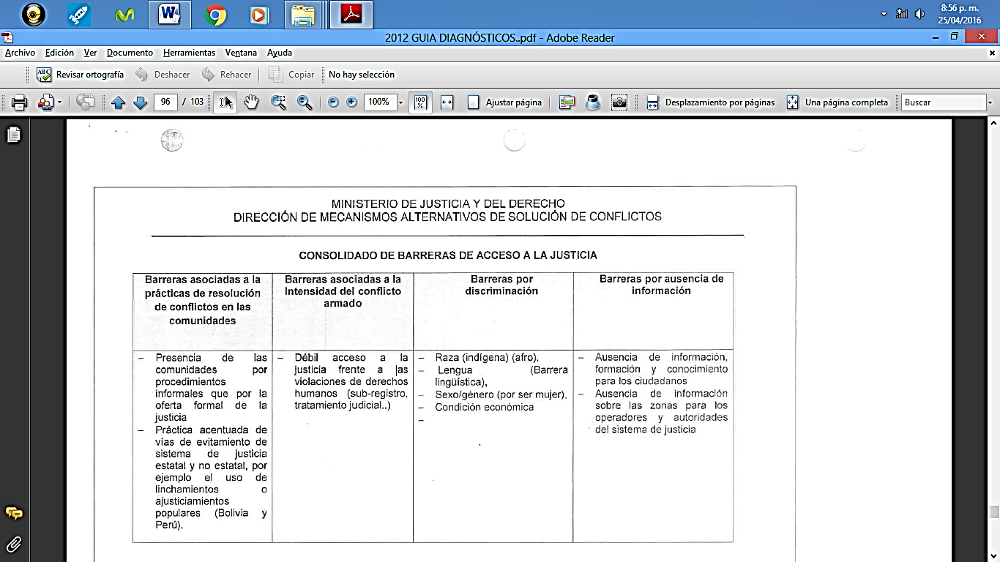 8:56 p. m.
25/04/2016
2012 GUIA DIAGNÓSTICOS..pdf - Adobe Reader
Archivo Edición Ver Documento Herramientas Ventana Ayuda
ABC Revisar ortografía Deshacer Rehacer Copiar No hay selección
96 / 103 100% Ajustar página Desplazamiento por páginas Una página completa Buscar
MINISTERIO DE JUSTICIA Y DEL DERECHO
DIRECCIÓN DE MECANISMOS ALTERNATIVOS DE SOLUCIÓN DE CONFLICTOS
CONSOLIDADO DE BARRERAS DE ACCESO A LA JUSTICIA
Barreras asociadas a la
prácticas de resolución
de conflictos en las
comunidades
Barreras asociadas a la
Intensidad del conflicto
armado
Barreras por
discriminación
Barreras por ausencia de
información
– Presencia de las
comunidades por
procedimientos
informales que por la
oferta formal de la
justicia
– Práctica acentuada de
vías de evitamiento de
sistema de justicia
estatal y no estatal, por
ejemplo el uso de
linchamientos o
ajusticiamientos
populares (Bolivia y
Perú).
– Débil acceso a la
justicia frente a las
violaciones de derechos
humanos (sub-registro,
tratamiento judicial..)
– Raza (indígena) (afro),
– Lengua (Barrera
lingüística),
– Sexo/género (por ser mujer),
– Condición económica
–
– Ausencia de información,
formación y conocimiento
para los ciudadanos
– Ausencia de información
sobre las zonas para los
operadores y autoridades
del sistema de justicia